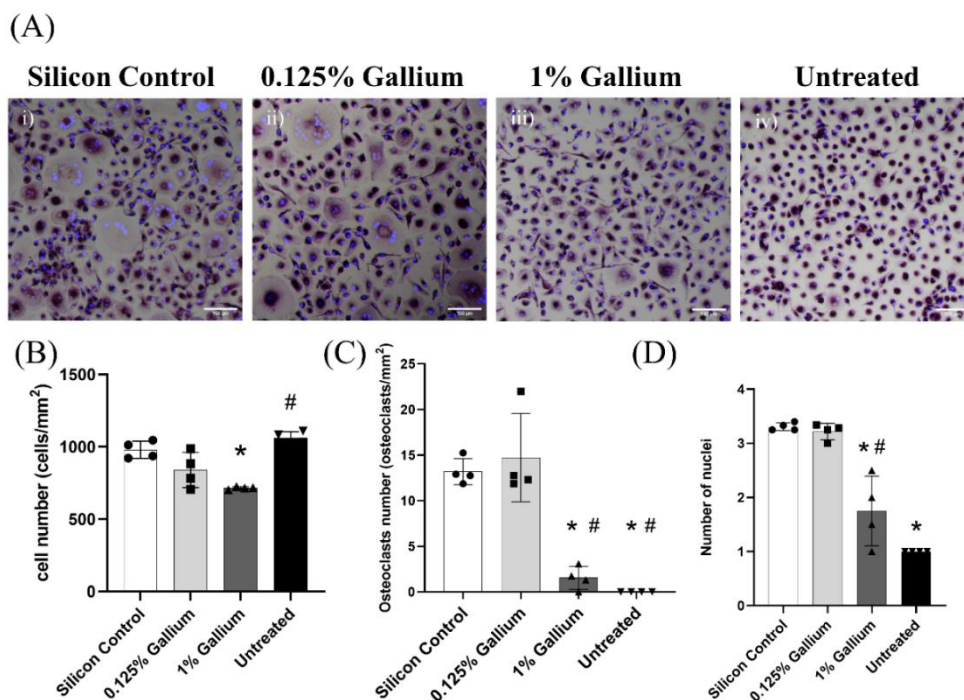 (A)
Silicon Control 0.125% Gallium 1% Gallium Untreated
i) ii) iii) iv)
100 μm
(B) (C) (D)
cell number (cells/mm²)
1500
1000
500
0
* #
Silicon Control 0.125% Gallium 1% Gallium Untreated
Osteoclasts number (osteoclasts/mm²)
25
20
15
10
5
0
* # * #
Silicon Control 0.125% Gallium 1% Gallium Untreated
Number of nuclei
4
3
2
1
0
* # *
Silicon Control 0.125% Gallium 1% Gallium Untreated